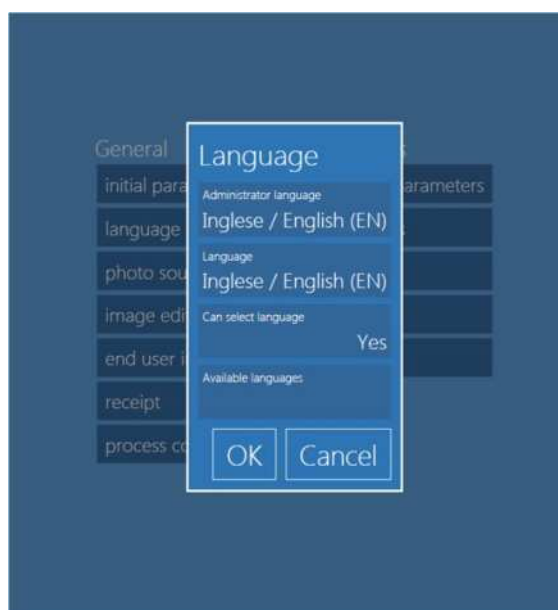 General
initial para
language
photo sou
image edi
end user i
receipt
process co
Language
Administrator language
Inglese / English (EN)
Language
Inglese / English (EN)
Can select language
Yes
Available languages
OK
Cancel
arameters